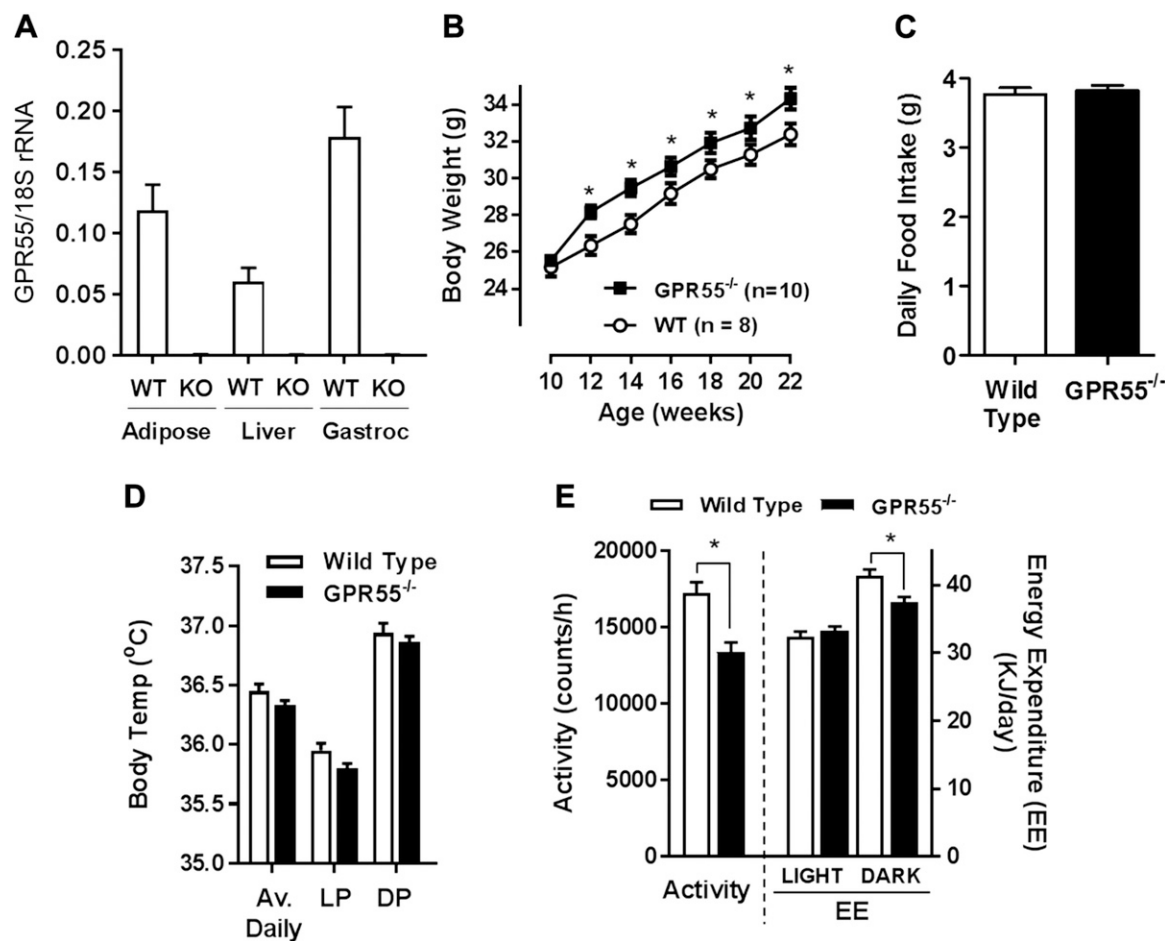 A
GPR55/18S rRNA
0.25
0.20
0.15
0.10
0.05
0.00
WT KO WT KO WT KO
Adipose Liver Gastroc
B
Body Weight (g)
34
32
30
28
26
24
* * * * * *
GPR55-/- (n=10)
WT (n = 8)
10 12 14 16 18 20 22
Age (weeks)
C
Daily Food Intake (g)
4
3
2
1
0
Wild
Type
GPR55-/-
D
Wild Type
GPR55-/-
Body Temp (oC)
37.5
37.0
36.5
36.0
35.5
35.0
Av.
Daily
LP DP
E
Wild Type GPR55-/-
Activity (counts/h)
20000
15000
10000
5000
0
* *
40
30
20
10
0
Energy Expenditure (EE)
(KJ/day)
Activity
LIGHT DARK
EE